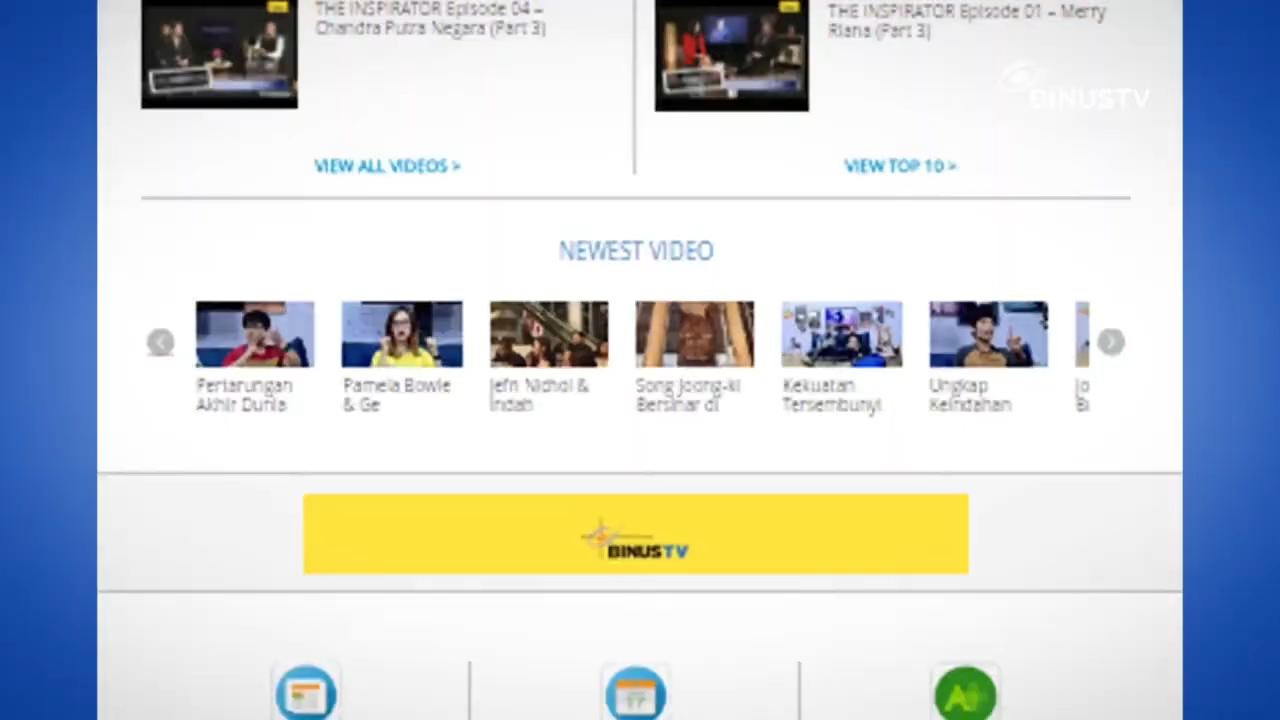 THE INSPIRATOR Episode 04 –
Chandra Putra Negara (Part 3)
THE INSPIRATOR Episode 01 – Merry
Riana (Part 3)
BINUSTV
VIEW ALL VIDEOS >
VIEW TOP 10 >
NEWEST VIDEO
Pertarungan
Akhir Dunia
Pamela Bowie
& Ge
Jefri Nichol &
Indah
Song Joong-ki
Bersinar di
Kekuatan
Tersembunyi
Ungkap
Keindahan
Jo
BINUSTV
17